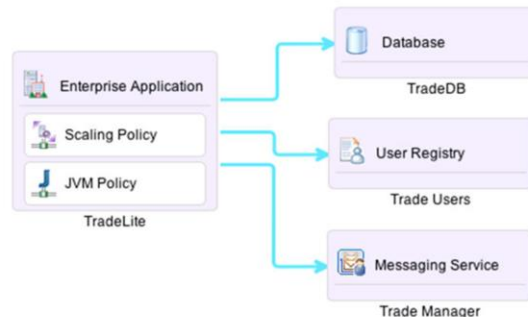 Enterprise Application
Scaling Policy
JVM Policy
TradeLite
Database
TradeDB
User Registry
Trade Users
Messaging Service
Trade Manager